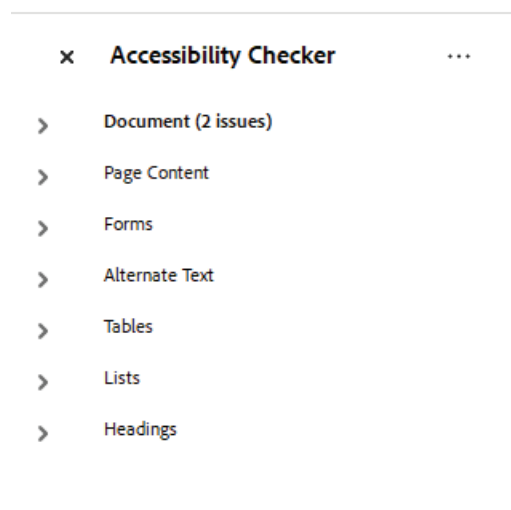 Accessibility Checker
Document (2 issues)
Page Content
Forms
Alternate Text
Tables
Lists
Headings